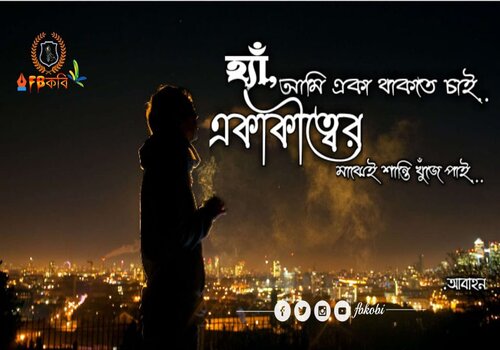 FBকবি
হ্যাঁ, আমি একা থাকতে চাই..
একাকীত্বের
মাঝেই শান্তি খুঁজে পাই...
.আবাহন
fbkobi